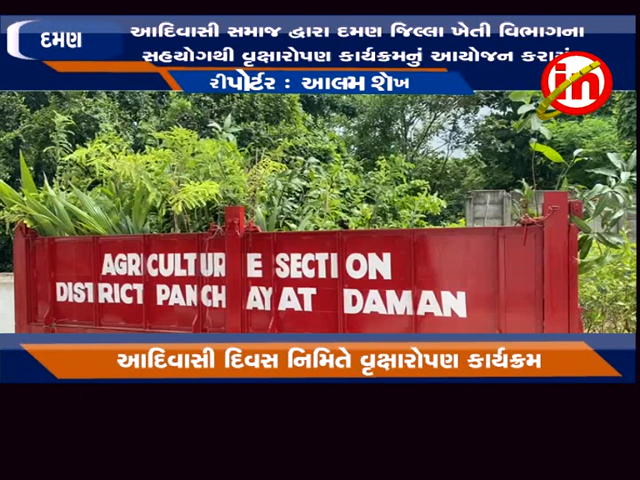 દમણ
આદિવાસી સમાજ દ્વારા દમણ જિલ્લા ખેતી વિભાગના
સહયોગથી વૃક્ષારોપણ કાર્યક્રમનું આયોજન કરાયું
રીપોર્ટર : આલમ શેખ
in
AGRICULTURE SECTION
DISTRICT PANCHAYAT DAMAN
આદિવાસી દિવસ નિમિતે વૃક્ષારોપણ કાર્યક્રમ